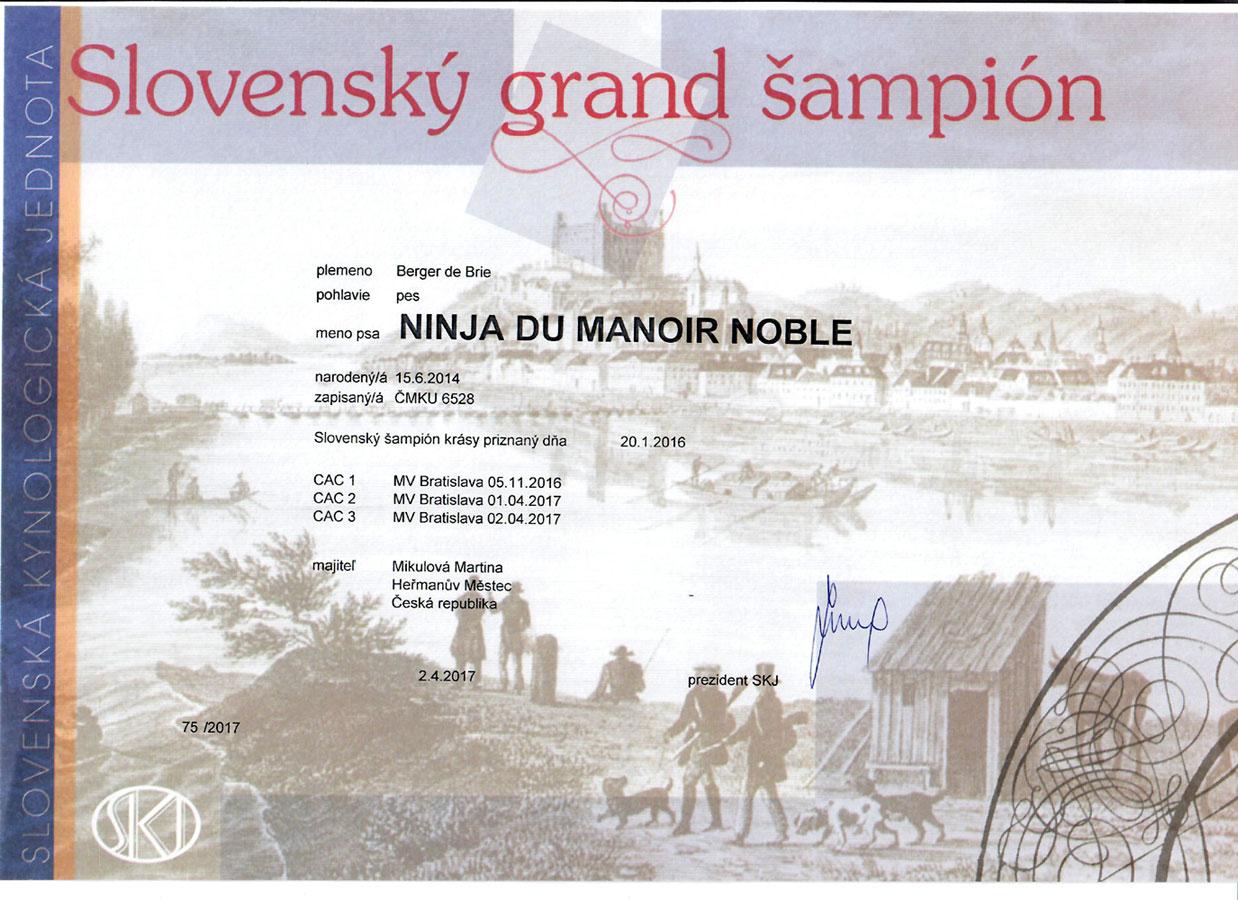 Slovenský grand šampión
SLOVENSKÁ KYNOLOGICKÁ JEDNOTA
plemeno Berger de Brie
pohlavie pes
meno psa NINJA DU MANOIR NOBLE
narodený/á 15.6.2014
zapísaný/á ČMKU 6528
Slovenský šampión krásy priznaný dňa 20.1.2016
CAC 1 MV Bratislava 05.11.2016
CAC 2 MV Bratislava 01.04.2017
CAC 3 MV Bratislava 02.04.2017
majiteľ Mikulová Martina
Heřmanův Městec
Česká republika
2.4.2017
prezident SKJ
75 /2017
SKJ